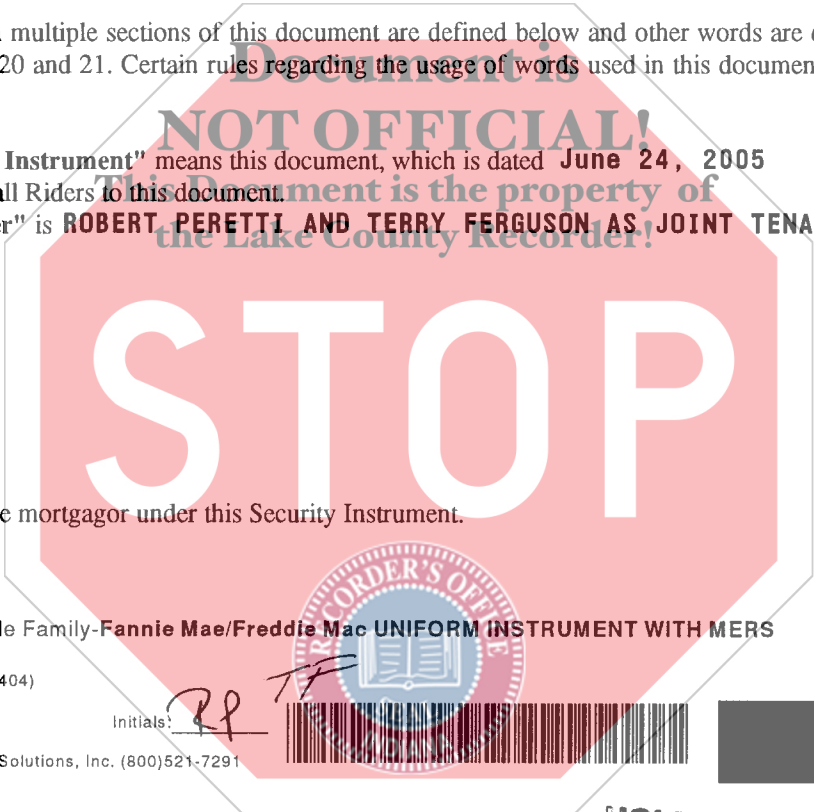 multiple sections of this document are defined below and other words are
Document is
20 and 21. Certain rules regarding the usage of words used in this documen
NOT OFFICIAL!
Instrument" means this document, which is dated June 24, 2005
all Riders to this document.
This Document is the property of
r" is ROBERT PERETTI AND TERRY FERGUSON AS JOINT TENA
the Lake County Recorder!
STOP
e mortgagor under this Security Instrument.
RECORDER'S OFFICE
le Family-Fannie Mae/Freddie Mac UNIFORM INSTRUMENT WITH MERS
404)
TF
Initials: RP
INDIANA
Solutions, Inc. (800)521-7291